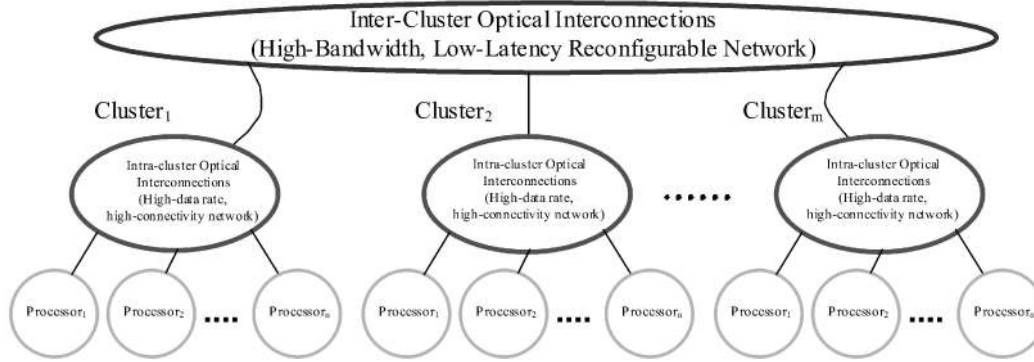 Inter-Cluster Optical Interconnections
(High-Bandwidth, Low-Latency Reconfigurable Network)
Cluster₁
Cluster₂
Clusterₘ
Intra-cluster Optical
Interconnections
(High-data rate,
high-connectivity network)
Intra-cluster Optical
Interconnections
(High-data rate,
high-connectivity network)
......
Intra-cluster Optical
Interconnections
(High-data rate,
high-connectivity network)
Processor₁
Processor₂
....
Processorₙ
Processor₁
Processor₂
....
Processorₙ
Processor₁
Processor₂
....
Processorₙ